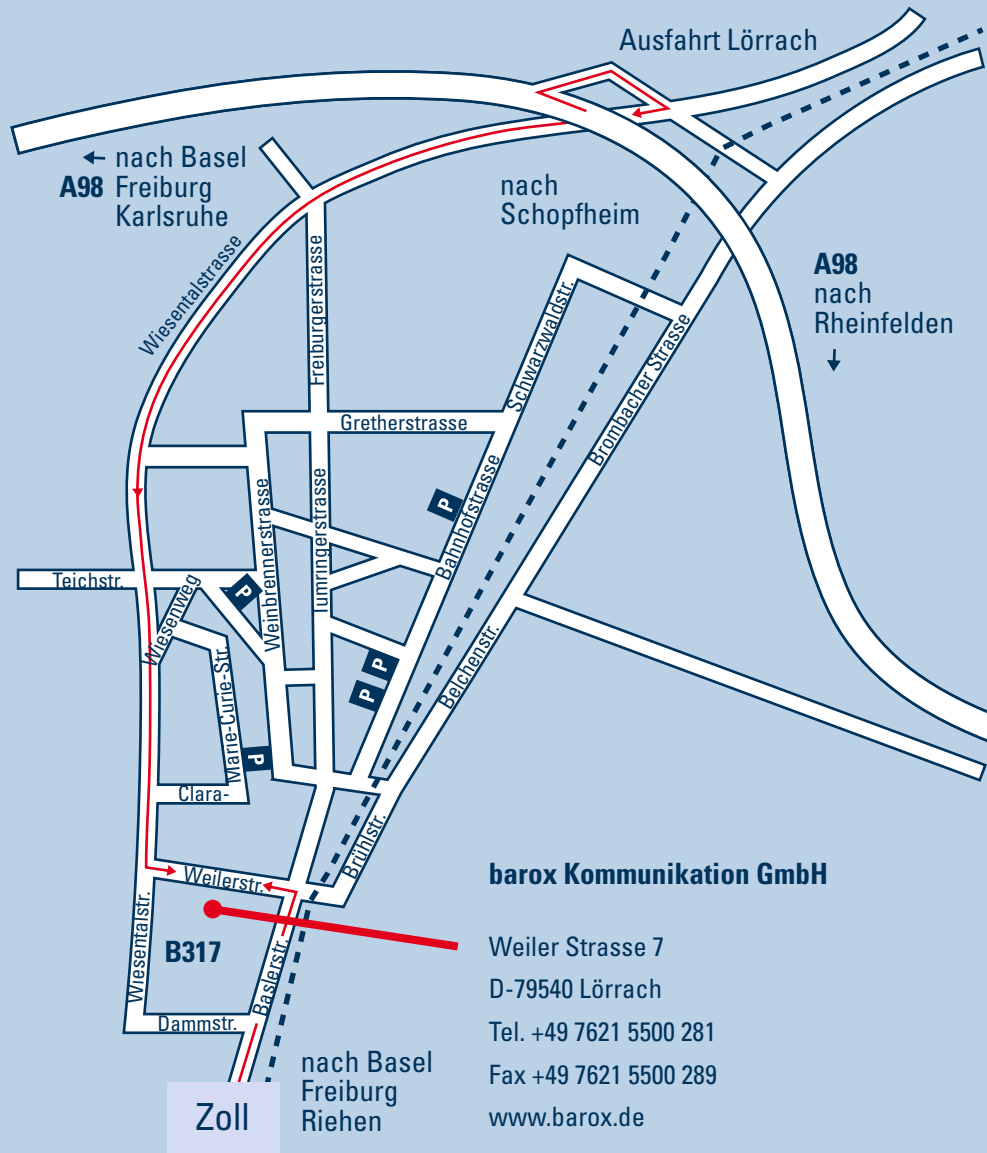 Ausfahrt Lörrach
← nach Basel
A98 Freiburg
Karlsruhe
nach
Schopfheim
A98
nach
Rheinfelden
↓
Wiesentalstrasse
Freiburgerstrasse
Schwarzwaldstr.
Brombacher Strasse
Gretherstrasse
P
Bahnhofstrasse
Weinbrennerstrasse
Tumringerstrasse
Teichstr.
Wiesenweg
P
Marie-Curie-Str.
P
P
Belchenstr.
P
Clara-
Brühlstr.
Weilerstr.
Wiesentalstr.
B317
Baslerstr.
Dammstr.
nach Basel
Freiburg
Riehen
Zoll
barox Kommunikation GmbH
Weiler Strasse 7
D-79540 Lörrach
Tel. +49 7621 5500 281
Fax +49 7621 5500 289
www.barox.de